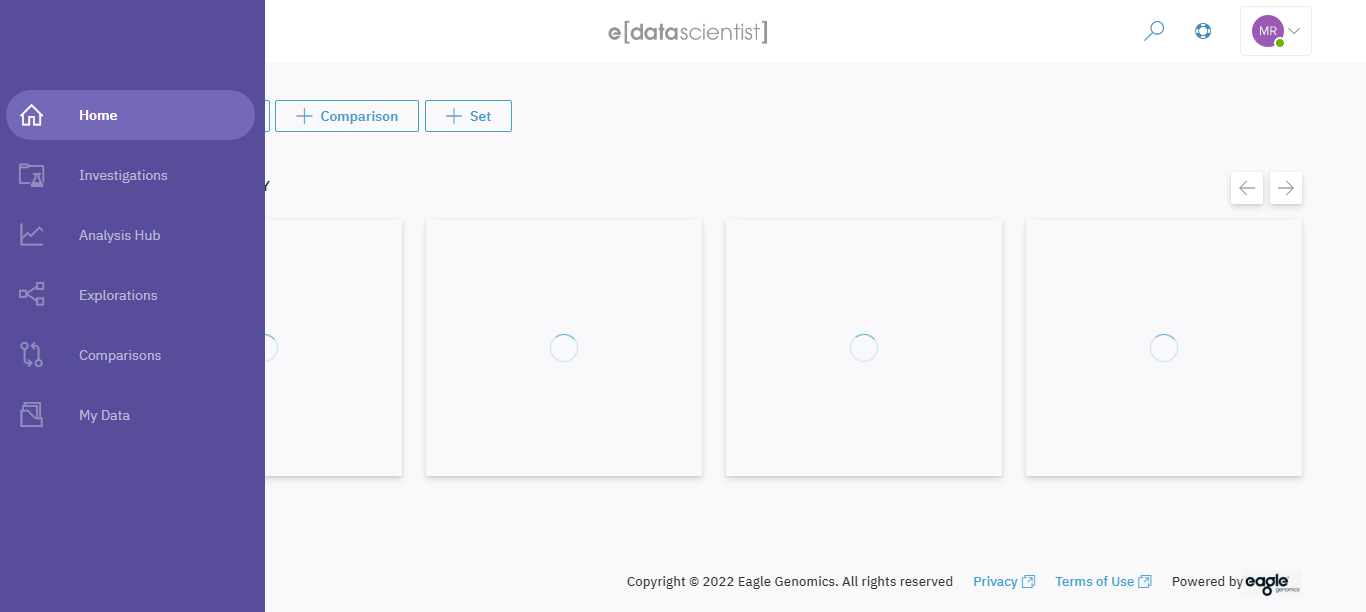 e[datascientist]
MR
Home
Investigations
Analysis Hub
Explorations
Comparisons
My Data
Comparison
Set
Y
Copyright © 2022 Eagle Genomics. All rights reserved
Privacy
Terms of Use
Powered by eagle genomics